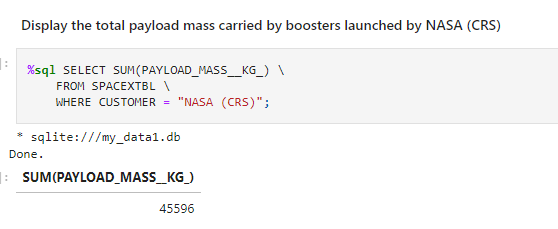 Display the total payload mass carried by boosters launched by NASA (CRS)
]:
%sql SELECT SUM(PAYLOAD_MASS__KG_) \
FROM SPACEXTBL \
WHERE CUSTOMER = "NASA (CRS)";
* sqlite:///my_data1.db
Done.
]:
SUM(PAYLOAD_MASS__KG_)
45596